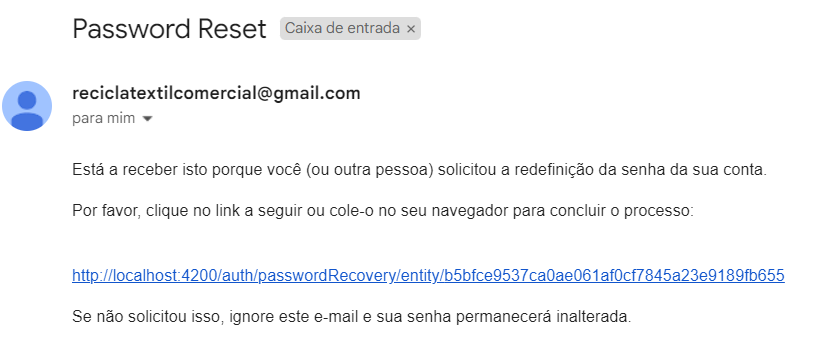 Password Reset Caixa de entrada ×
reciclatextilcomercial@gmail.com
para mim
Está a receber isto porque você (ou outra pessoa) solicitou a redefinição da senha da sua conta.
Por favor, clique no link a seguir ou cole-o no seu navegador para concluir o processo:
http://localhost:4200/auth/passwordRecovery/entity/b5bfce9537ca0ae061af0cf7845a23e9189fb655
Se não solicitou isso, ignore este e-mail e sua senha permanecerá inalterada.